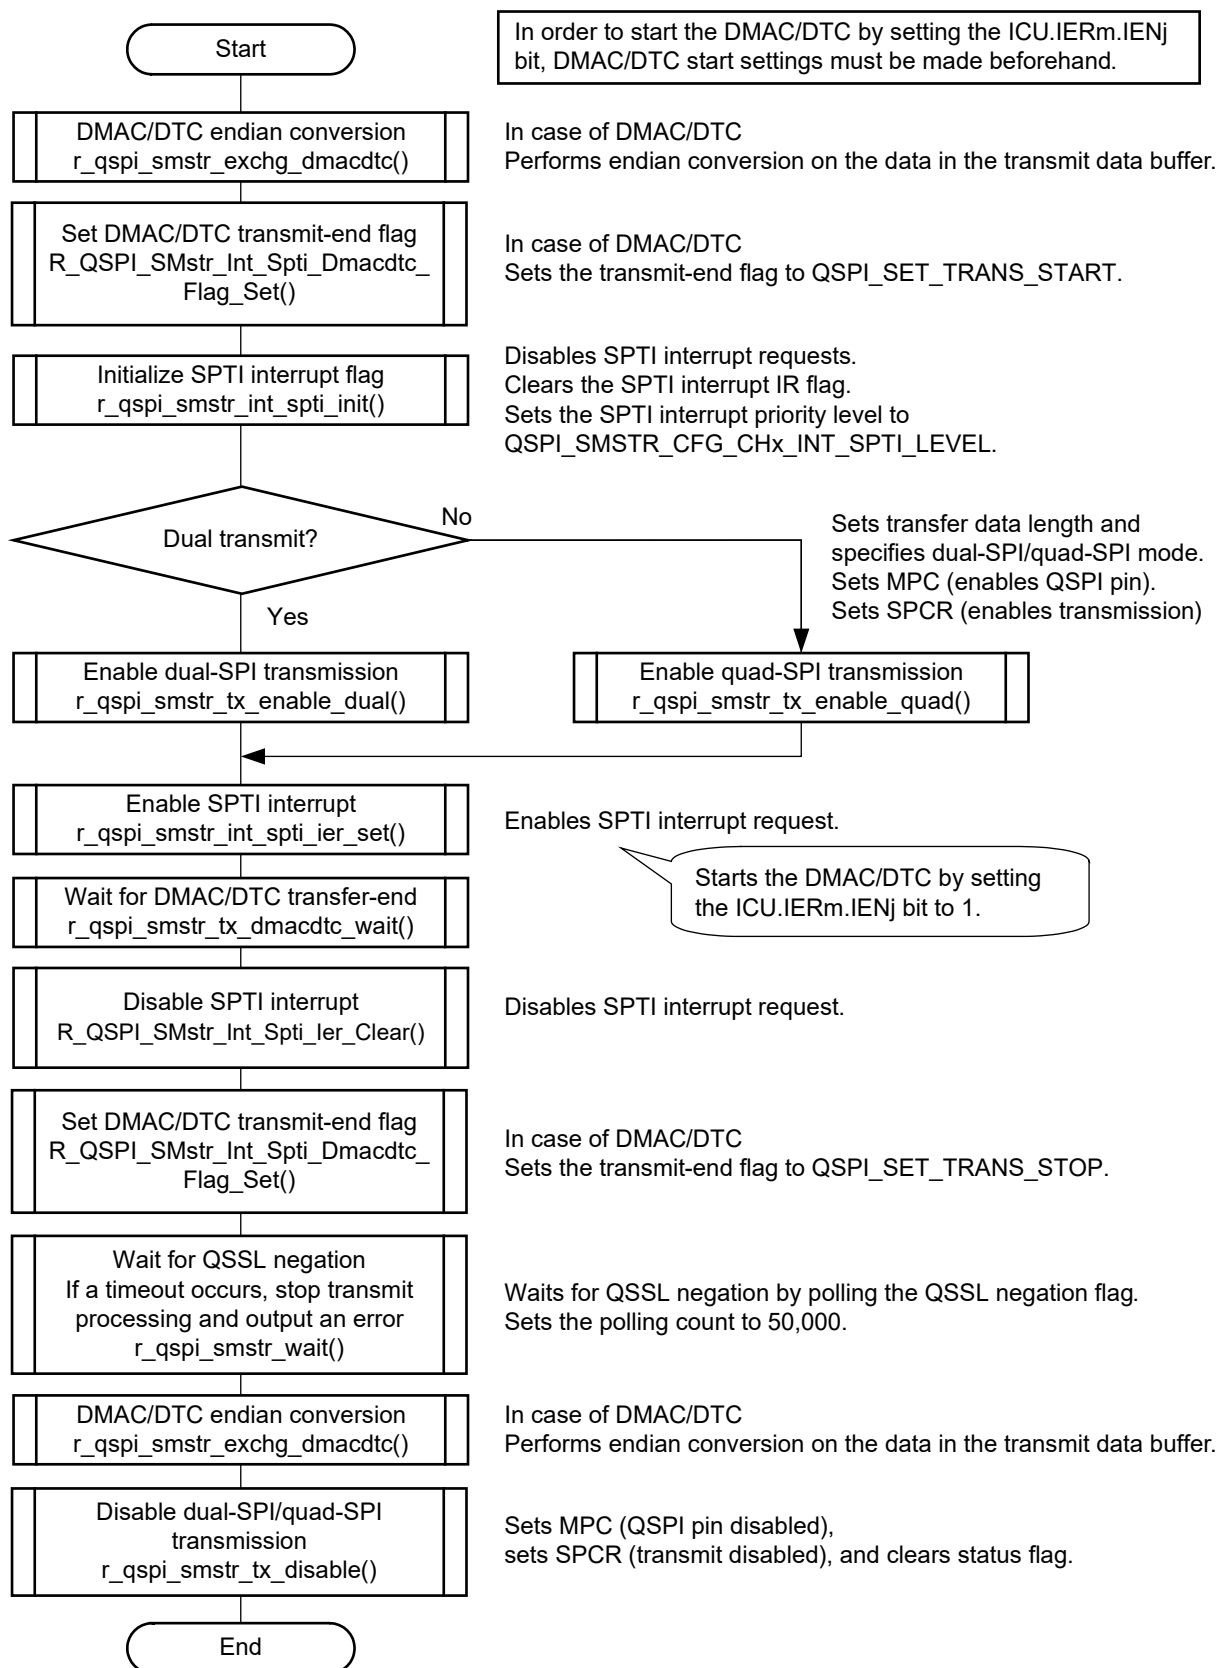 Start
In order to start the DMAC/DTC by setting the ICU.IERm.IENj
bit, DMAC/DTC start settings must be made beforehand.
DMAC/DTC endian conversion
r_qspi_smstr_exchg_dmacdtc()
In case of DMAC/DTC
Performs endian conversion on the data in the transmit data buffer.
Set DMAC/DTC transmit-end flag
R_QSPI_SMstr_Int_Spti_Dmacdtc_
Flag_Set()
In case of DMAC/DTC
Sets the transmit-end flag to QSPI_SET_TRANS_START.
Initialize SPTI interrupt flag
r_qspi_smstr_int_spti_init()
Disables SPTI interrupt requests.
Clears the SPTI interrupt IR flag.
Sets the SPTI interrupt priority level to
QSPI_SMSTR_CFG_CHx_INT_SPTI_LEVEL.
Dual transmit?
No
Yes
Sets transfer data length and
specifies dual-SPI/quad-SPI mode.
Sets MPC (enables QSPI pin).
Sets SPCR (enables transmission)
Enable dual-SPI transmission
r_qspi_smstr_tx_enable_dual()
Enable quad-SPI transmission
r_qspi_smstr_tx_enable_quad()
Enable SPTI interrupt
r_qspi_smstr_int_spti_ier_set()
Enables SPTI interrupt request.
Starts the DMAC/DTC by setting
the ICU.IERm.IENj bit to 1.
Wait for DMAC/DTC transfer-end
r_qspi_smstr_tx_dmacdtc_wait()
Disable SPTI interrupt
R_QSPI_SMstr_Int_Spti_Ier_Clear()
Disables SPTI interrupt request.
Set DMAC/DTC transmit-end flag
R_QSPI_SMstr_Int_Spti_Dmacdtc_
Flag_Set()
In case of DMAC/DTC
Sets the transmit-end flag to QSPI_SET_TRANS_STOP.
Wait for QSSL negation
If a timeout occurs, stop transmit
processing and output an error
r_qspi_smstr_wait()
Waits for QSSL negation by polling the QSSL negation flag.
Sets the polling count to 50,000.
DMAC/DTC endian conversion
r_qspi_smstr_exchg_dmacdtc()
In case of DMAC/DTC
Performs endian conversion on the data in the transmit data buffer.
Disable dual-SPI/quad-SPI
transmission
r_qspi_smstr_tx_disable()
Sets MPC (QSPI pin disabled),
sets SPCR (transmit disabled), and clears status flag.
End